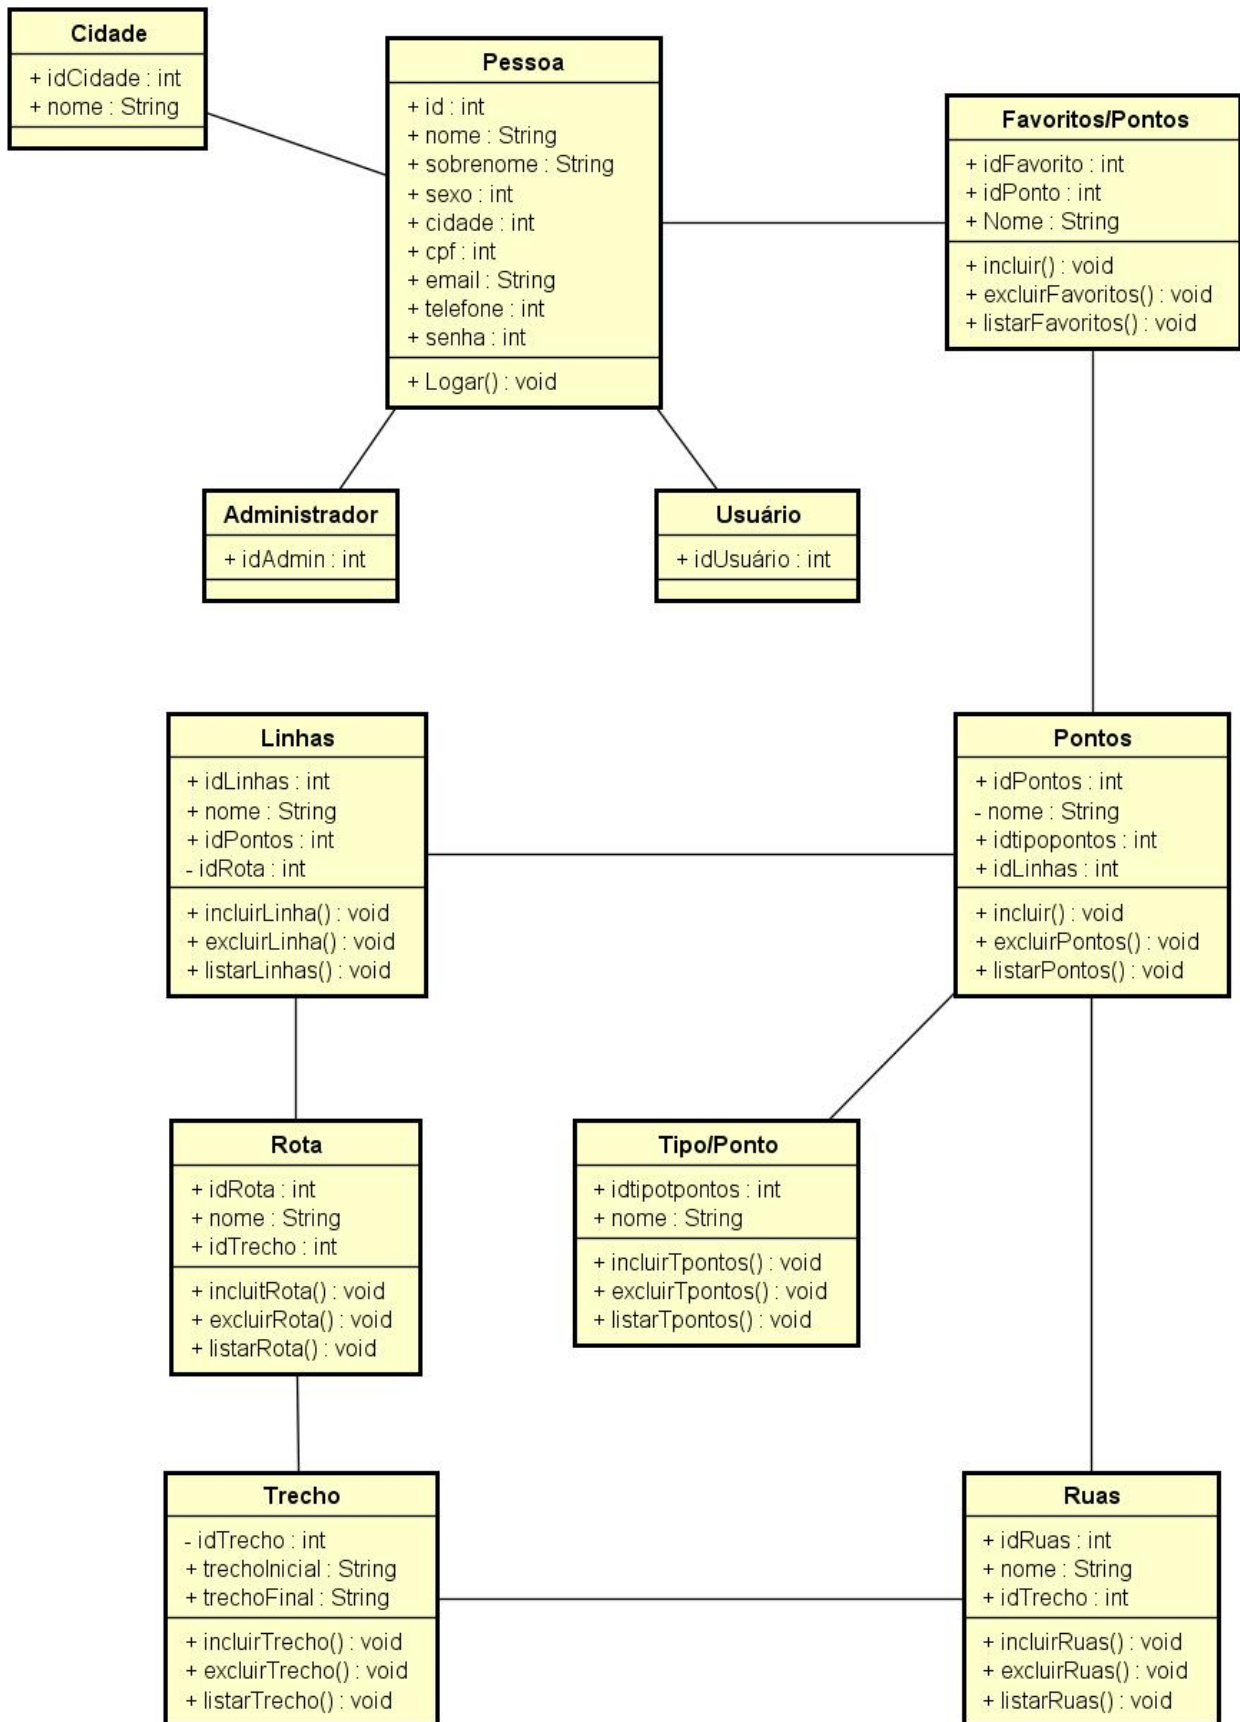 Cidade
+ idCidade : int
+ nome : String
Pessoa
+ id : int
+ nome : String
+ sobrenome : String
+ sexo : int
+ cidade : int
+ cpf : int
+ email : String
+ telefone : int
+ senha : int
+ Logar() : void
Favoritos/Pontos
+ idFavorito : int
+ idPonto : int
+ Nome : String
+ incluir() : void
+ excluirFavoritos() : void
+ listarFavoritos() : void
Administrador
+ idAdmin : int
Usuário
+ idUsuário : int
Linhas
+ idLinhas : int
+ nome : String
+ idPontos : int
- idRota : int
+ incluirLinha() : void
+ excluirLinha() : void
+ listarLinhas() : void
Pontos
+ idPontos : int
- nome : String
+ idtipopontos : int
+ idLinhas : int
+ incluir() : void
+ excluirPontos() : void
+ listarPontos() : void
Rota
+ idRota : int
+ nome : String
+ idTrecho : int
+ incluitRota() : void
+ excluirRota() : void
+ listarRota() : void
Tipo/Ponto
+ idtipotpontos : int
+ nome : String
+ incluirTpontos() : void
+ excluirTpontos() : void
+ listarTpontos() : void
Trecho
- idTrecho : int
+ trechoInicial : String
+ trechoFinal : String
+ incluirTrecho() : void
+ excluirTrecho() : void
+ listarTrecho() : void
Ruas
+ idRuas : int
+ nome : String
+ idTrecho : int
+ incluirRuas() : void
+ excluirRuas() : void
+ listarRuas() : void